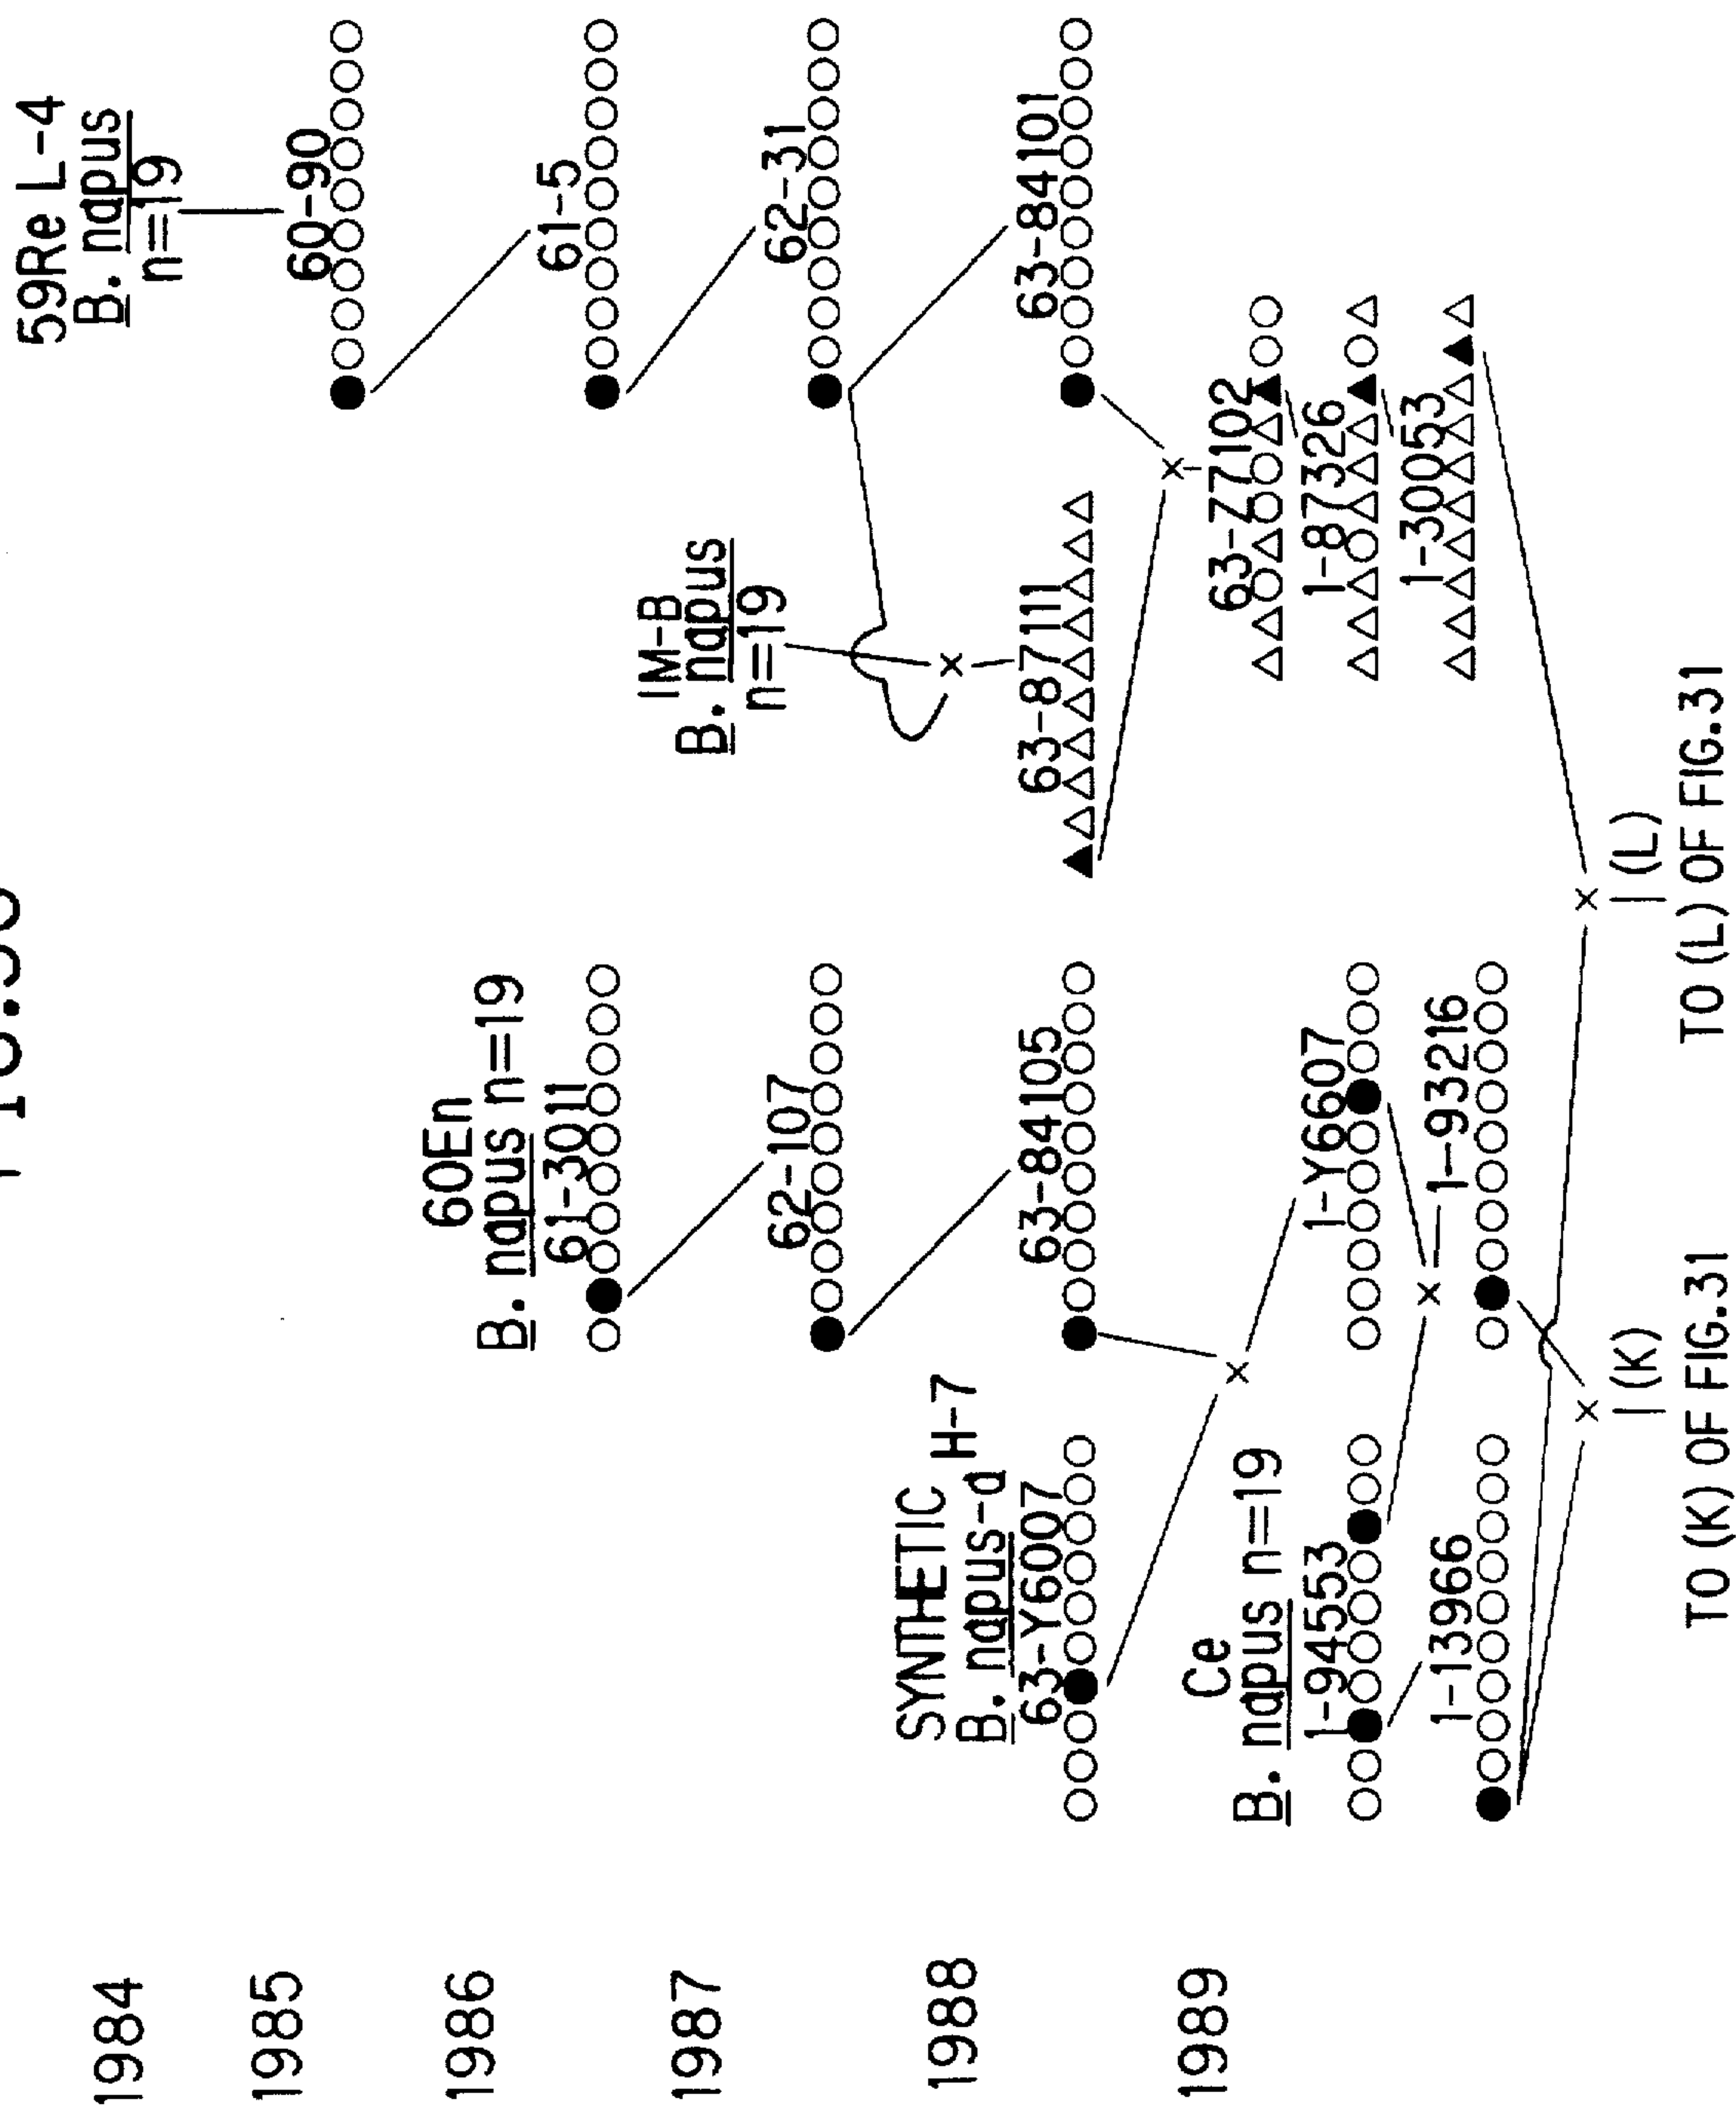 59Re L-4
B. napus
n=19
1984
60-90
1985
60En
B. napus n=19
61-3011
61-5
1986
IM-B
B. napus
n=19
62-107
62-31
1987
SYNTHETIC H-7
B. napus-a
63-Y6007
63-84105
63-87111
63-84101
1988
×
×
×
Ce
B. napus n=19
1-94553
1-Y6607
63-Z7102
1989
1-87326
×
1-13966
1-93216
1-30053
×
×
(K)
(L)
TO (K) OF FIG.31
TO (L) OF FIG.31